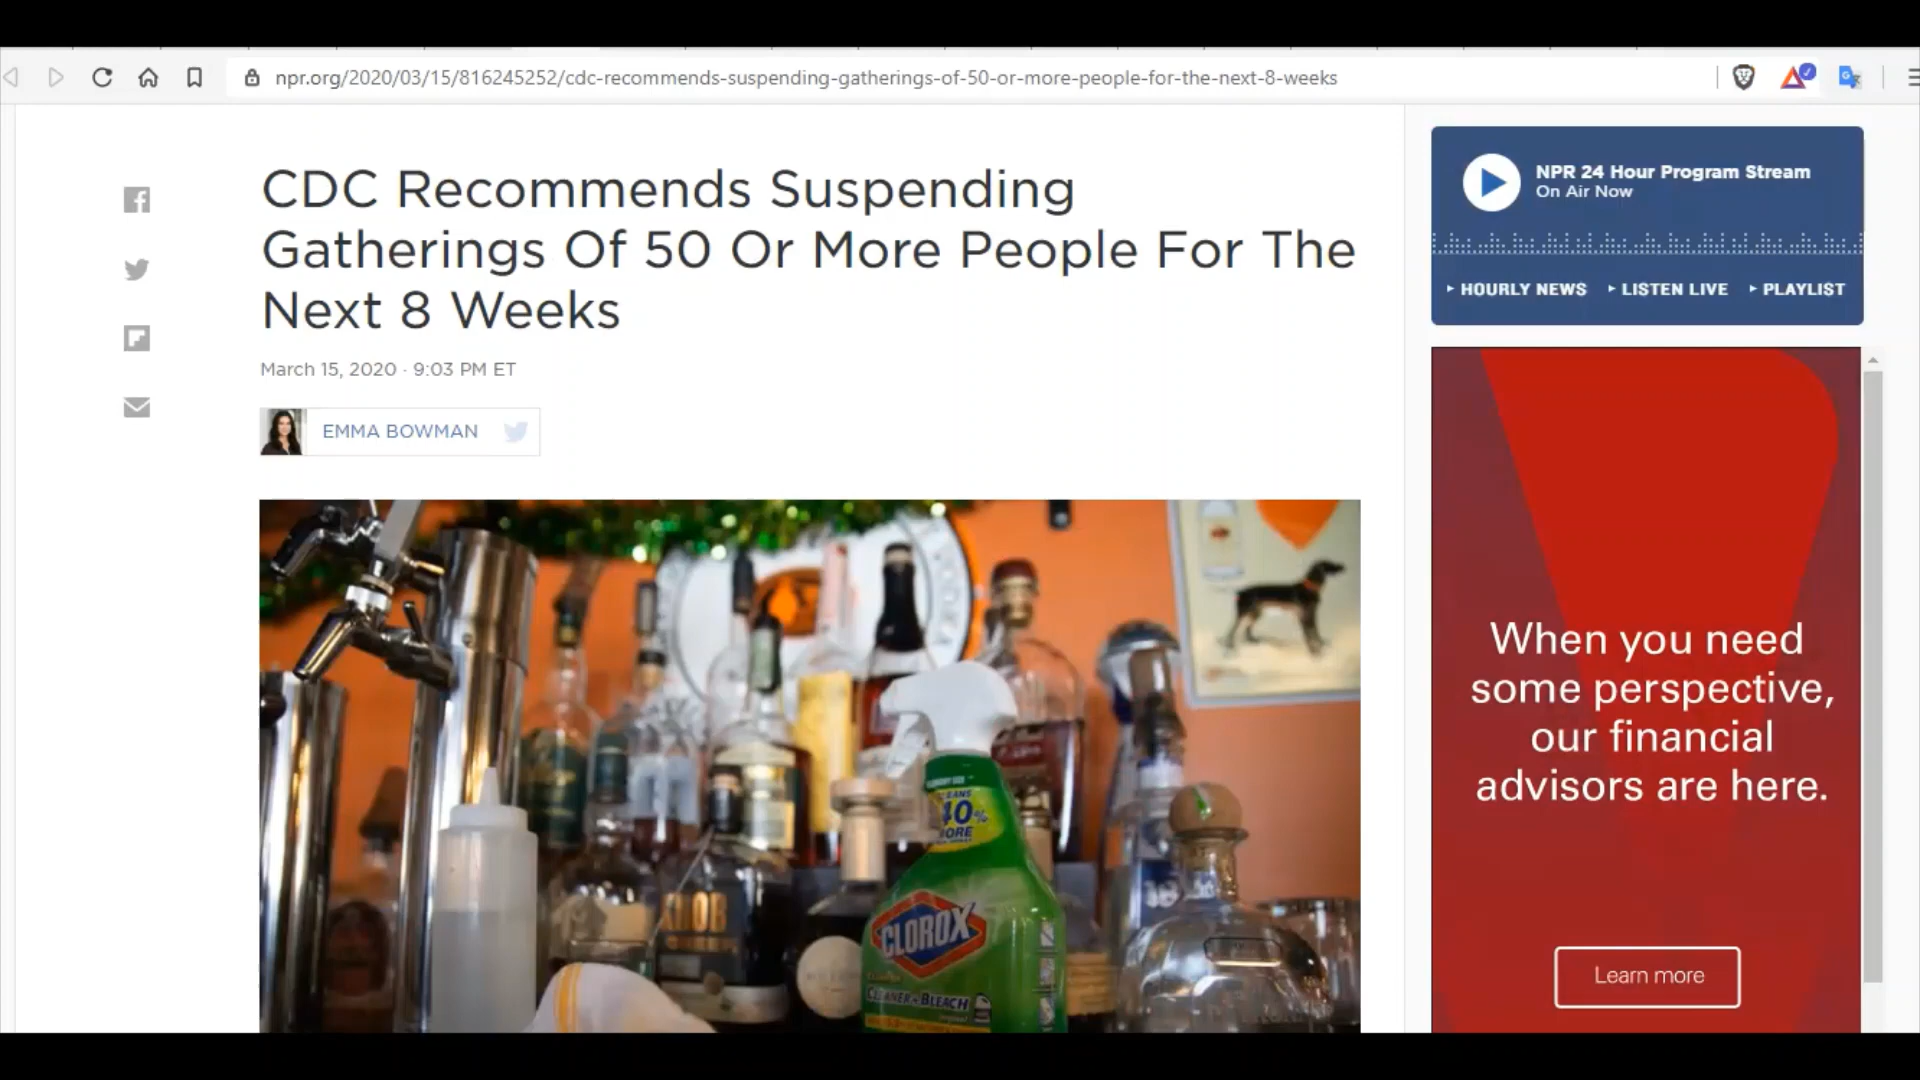 npr.org/2020/03/15/816245252/cdc-recommends-suspending-gatherings-of-50-or-more-people-for-the-next-8-weeks
CDC Recommends Suspending
Gatherings Of 50 Or More People For The
Next 8 Weeks
March 15, 2020 · 9:03 PM ET
EMMA BOWMAN
NPR 24 Hour Program Stream
On Air Now
HOURLY NEWS
LISTEN LIVE
PLAYLIST
When you need
some perspective,
our financial
advisors are here.
Learn more
40%
MORE
KNOB
CLOROX
CLEANER + BLEACH